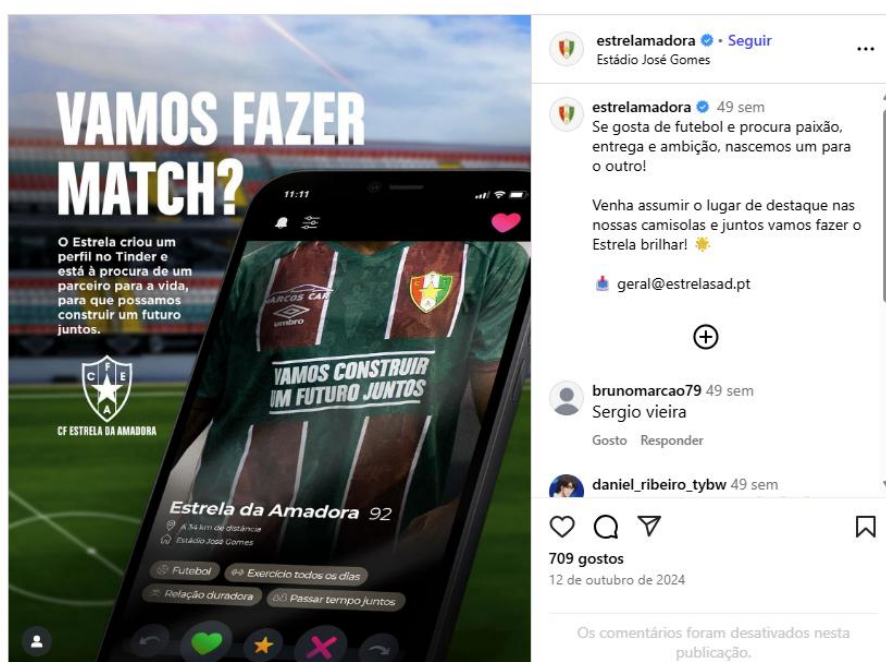 VAMOS FAZER
MATCH?
O Estrela criou um
perfil no Tinder e
está à procura de um
parceiro para a vida,
para que possamos
construir um futuro
juntos.
C F E A
CF ESTRELA DA AMADORA
11:11
MARCOS CAR
umbro
VAMOS CONSTRUIR
UM FUTURO JUNTOS
Estrela da Amadora 92
A 34 km de distância
Estádio José Gomes
Futebol
Exercício todos os dias
Relação duradora
Passar tempo juntos
estrelamadora • Seguir
Estádio José Gomes
estrelamadora 49 sem
Se gosta de futebol e procura paixão,
entrega e ambição, nascemos um para
o outro!
Venha assumir o lugar de destaque nas
nossas camisolas e juntos vamos fazer o
Estrela brilhar! 🌟
📩 geral@estrelasad.pt
brunomarcao79 49 sem
Sergio vieira
Gosto Responder
daniel_ribeiro_tybw 49 sem
709 gostos
12 de outubro de 2024
Os comentários foram desativados nesta
publicação.